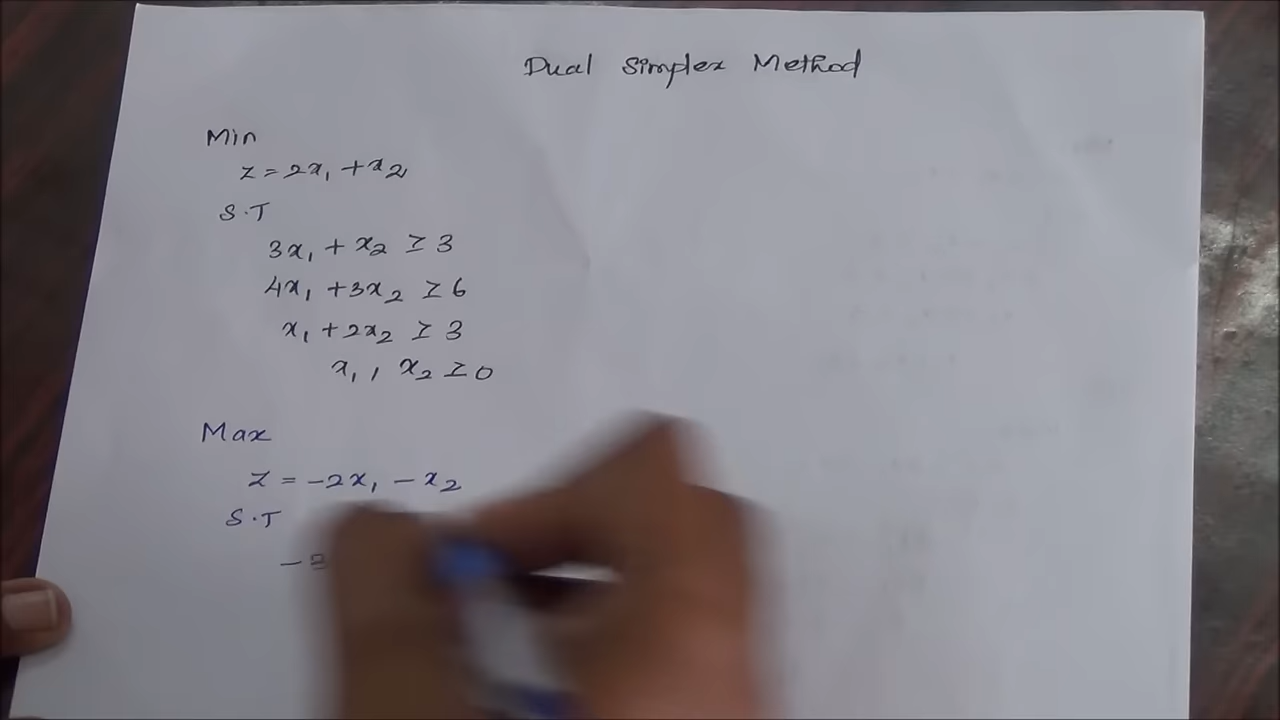 Dual Simplex Method
Min
z = 2x₁ + x₂
S.T
3x₁ + x₂ ≥ 3
4x₁ + 3x₂ ≥ 6
x₁ + 2x₂ ≥ 3
x₁, x₂ ≥ 0
Max
z = -2x₁ - x₂
S.T
-3